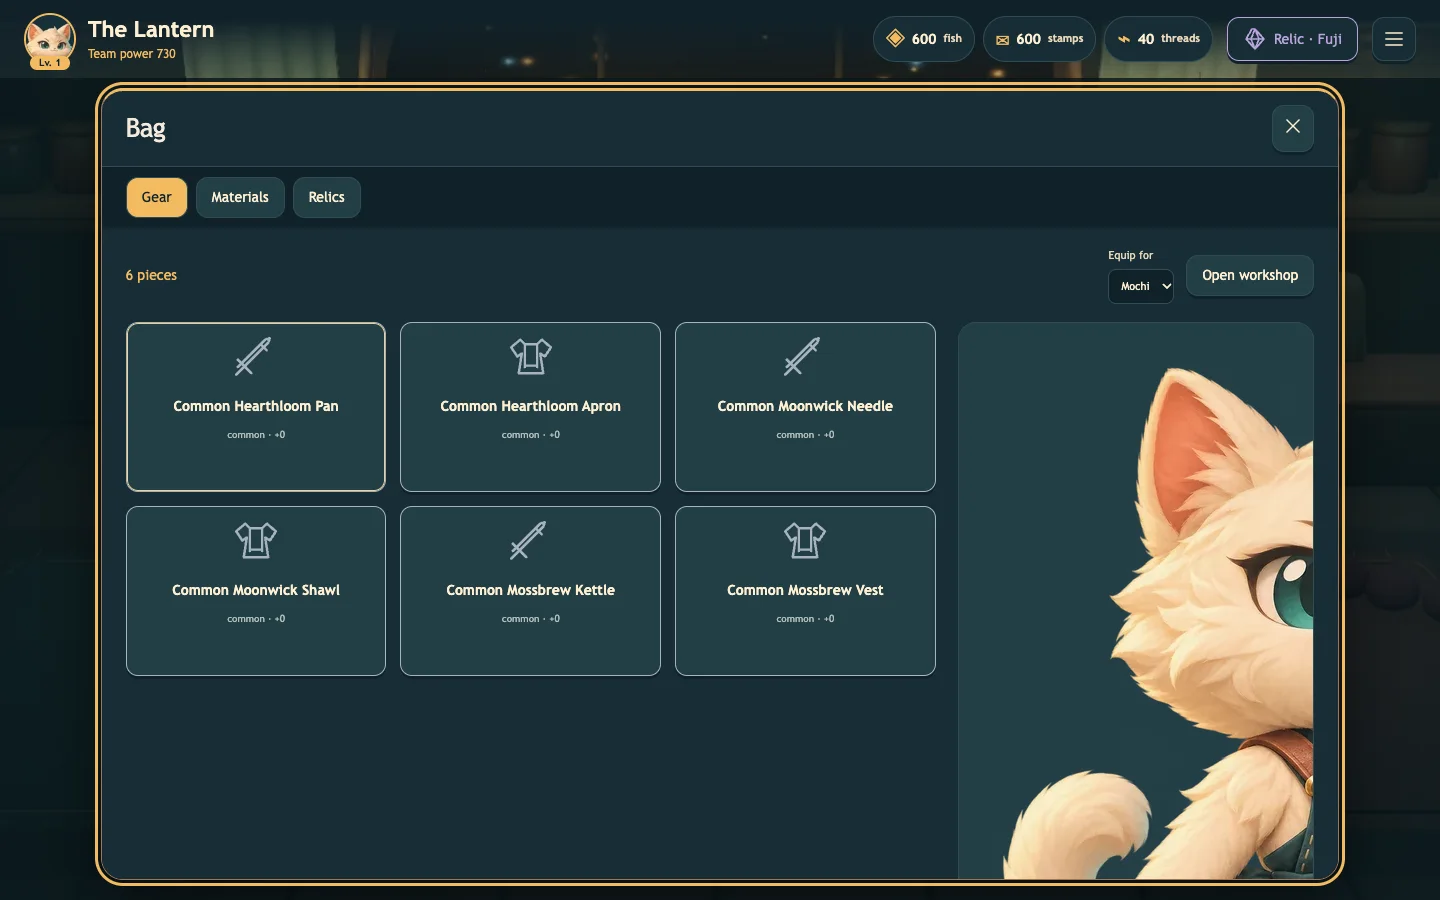 The Lantern
Team power 730
Lv. 1
600 fish
600 stamps
40 threads
Relic · Fuji
Bag
Gear
Materials
Relics
6 pieces
Equip for
Mochi
Open workshop
Common Hearthloom Pan
common · +0
Common Hearthloom Apron
common · +0
Common Moonwick Needle
common · +0
Common Moonwick Shawl
common · +0
Common Mossbrew Kettle
common · +0
Common Mossbrew Vest
common · +0